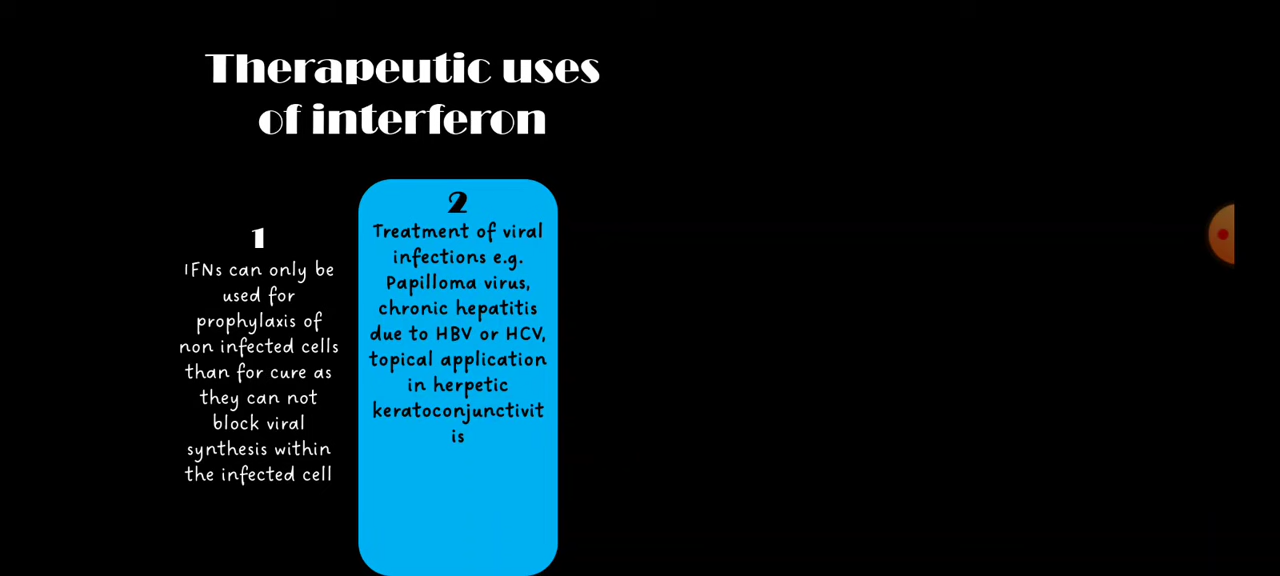 Therapeutic uses
of interferon
1
IFNs can only be
used for
prophylaxis of
non infected cells
than for cure as
they can not
block viral
synthesis within
the infected cell
2
Treatment of viral
infections e.g.
Papilloma virus,
chronic hepatitis
due to HBV or HCV,
topical application
in herpetic
keratoconjunctivit
is